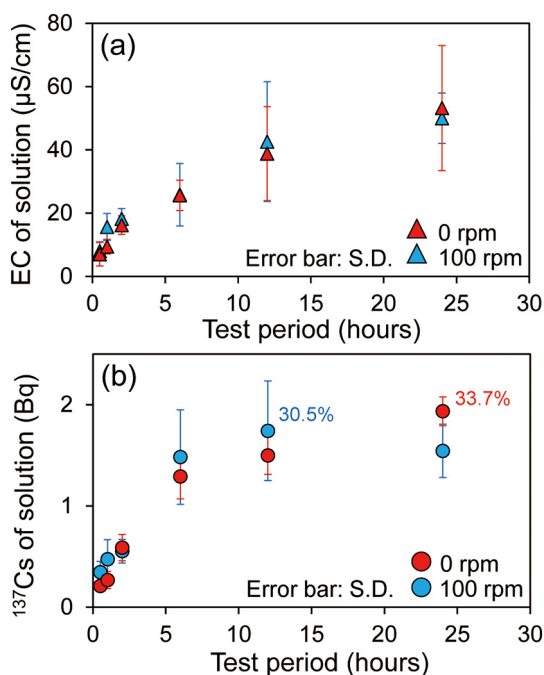 (a)
EC of solution (µS/cm)
80
60
40
20
0
0 rpm
Error bar: S.D.
100 rpm
0 5 10 15 20 25 30
Test period (hours)
(b)
¹³⁷Cs of solution (Bq)
2
1
0
30.5%
33.7%
0 rpm
Error bar: S.D.
100 rpm
0 5 10 15 20 25 30
Test period (hours)